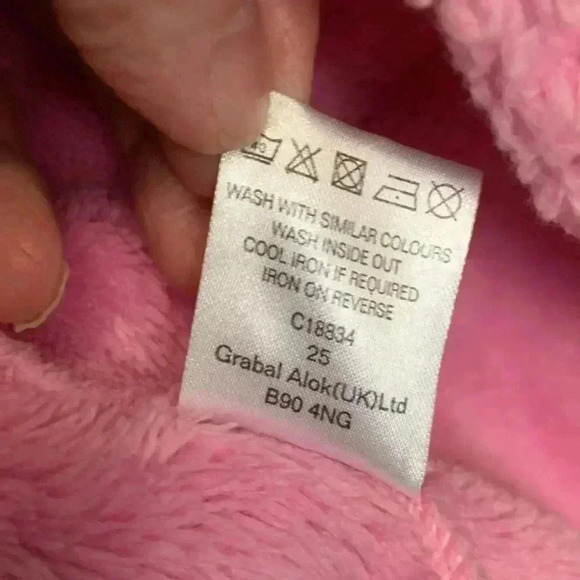 40
WASH WITH SIMILAR COLOURS
WASH INSIDE OUT
COOL IRON IF REQUIRED
IRON ON REVERSE
C18834
25
Grabal Alok(UK)Ltd
B90 4NG